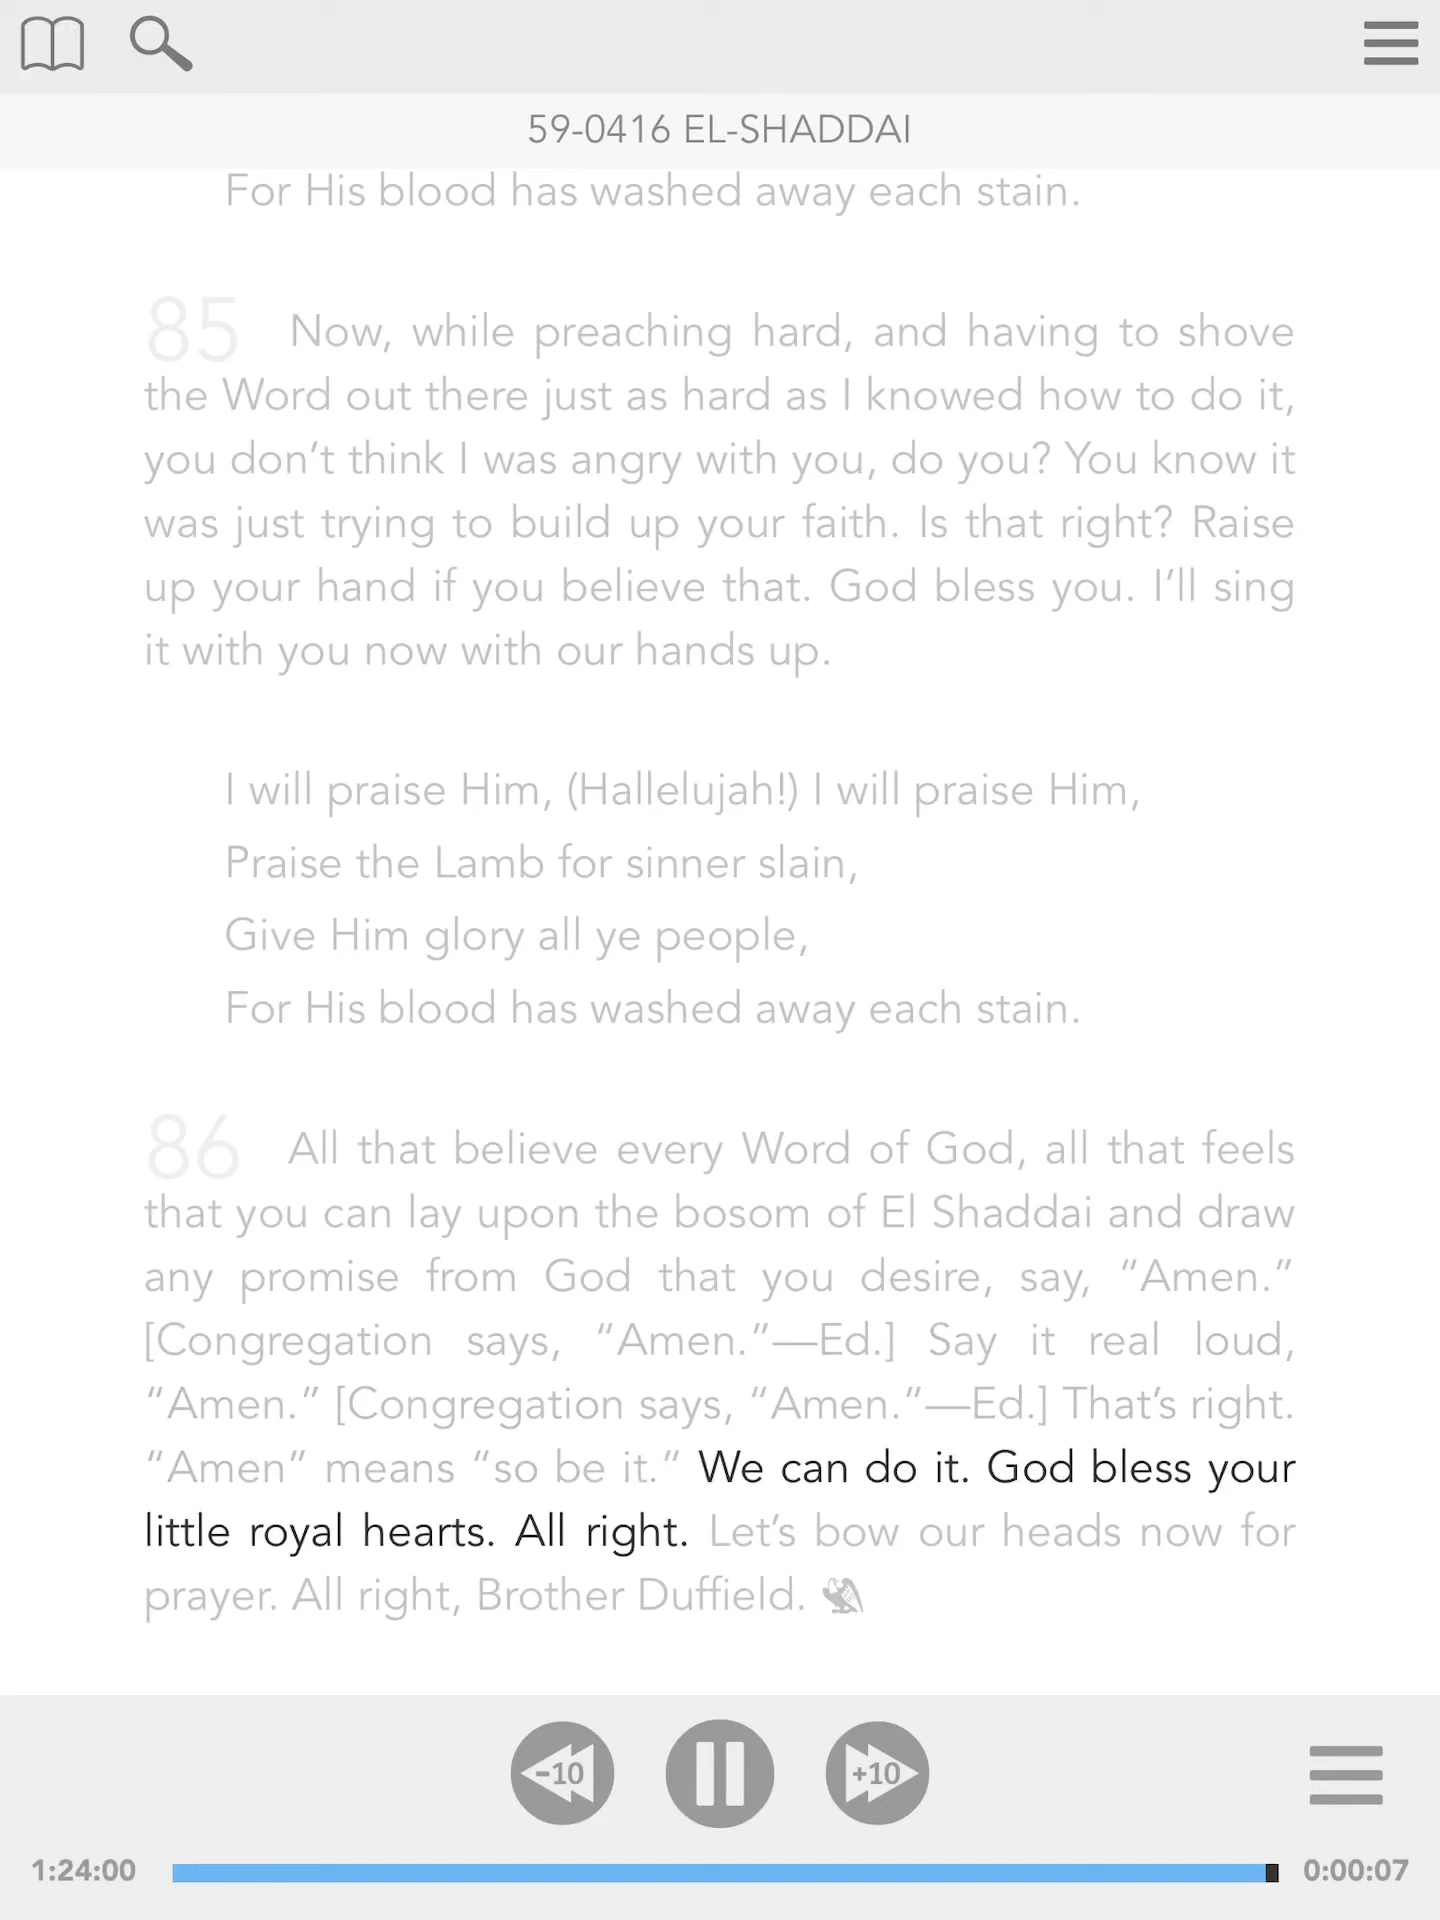 59-0416 EL-SHADDAI
For His blood has washed away each stain.
85 Now, while preaching hard, and having to shove
the Word out there just as hard as I knowed how to do it,
you don’t think I was angry with you, do you? You know it
was just trying to build up your faith. Is that right? Raise
up your hand if you believe that. God bless you. I’ll sing
it with you now with our hands up.
I will praise Him, (Hallelujah!) I will praise Him,
Praise the Lamb for sinner slain,
Give Him glory all ye people,
For His blood has washed away each stain.
86 All that believe every Word of God, all that feels
that you can lay upon the bosom of El Shaddai and draw
any promise from God that you desire, say, “Amen.”
[Congregation says, “Amen.”—Ed.] Say it real loud,
“Amen.” [Congregation says, “Amen.”—Ed.] That’s right.
“Amen” means “so be it.” We can do it. God bless your
little royal hearts. All right. Let’s bow our heads now for
prayer. All right, Brother Duffield.
-10 +10
1:24:00 0:00:07